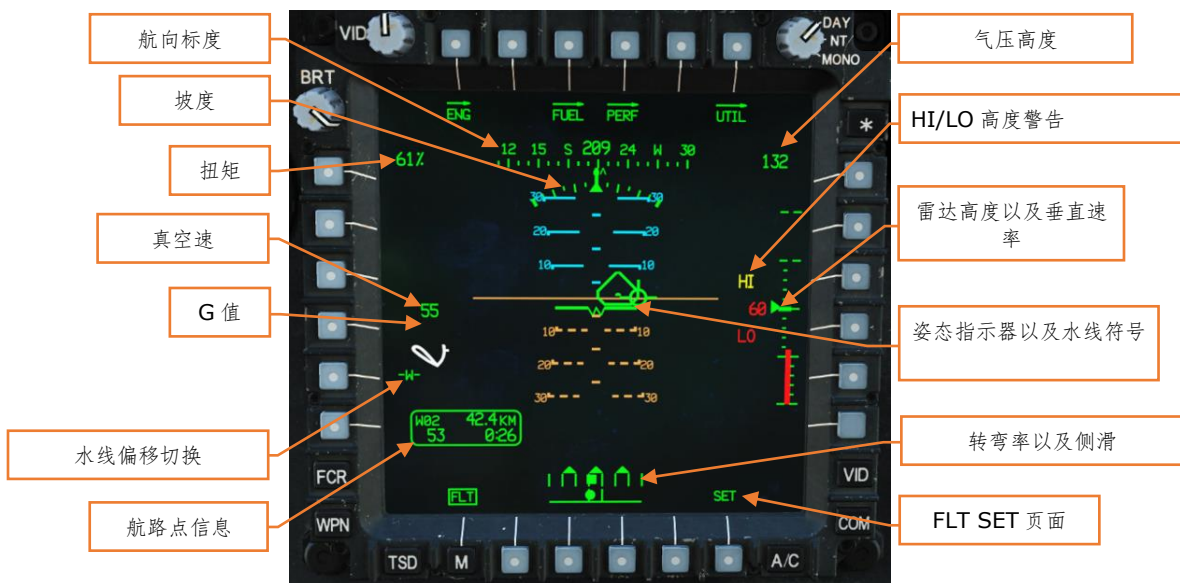 航向标度
坡度
扭矩
真空速
G 值
水线偏移切换
航路点信息
VID
DAY
NT
MONO
BRT
ENG FUEL PERF UTIL
*
61% 12 15 S 209 24 W 30 132
30 30
20 20
10 10
HI
55 60
10 10
LO
20 20
-W-
30 30
W02 42.4KM
53 0:26
FCR VID
FLT SET
WPN COM
TSD M A/C
气压高度
HI/LO 高度警告
雷达高度以及垂直速
率
姿态指示器以及水线符号
转弯率以及侧滑
FLT SET 页面